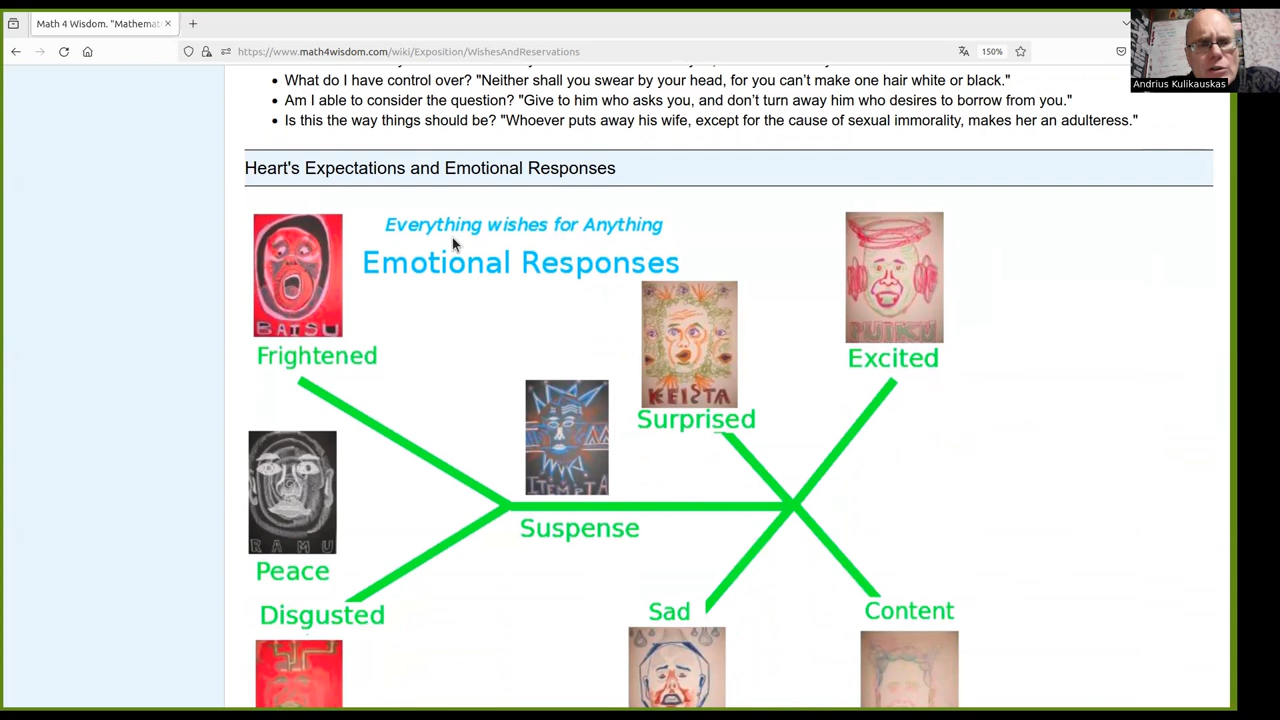 Math 4 Wisdom. "Mathemat
https://www.math4wisdom.com/wiki/Exposition/WishesAndReservations
150%
Andrius Kulikauskas
What do I have control over? "Neither shall you swear by your head, for you can’t make one hair white or black."
Am I able to consider the question? "Give to him who asks you, and don’t turn away him who desires to borrow from you."
Is this the way things should be? "Whoever puts away his wife, except for the cause of sexual immorality, makes her an adulteress."
Heart's Expectations and Emotional Responses
Everything wishes for Anything
Emotional Responses
BAISU
Frightened
PUIKU
Excited
KEISTA
Surprised
ĮTEMPTA
Suspense
RAMU
Peace
Disgusted
Sad
Content